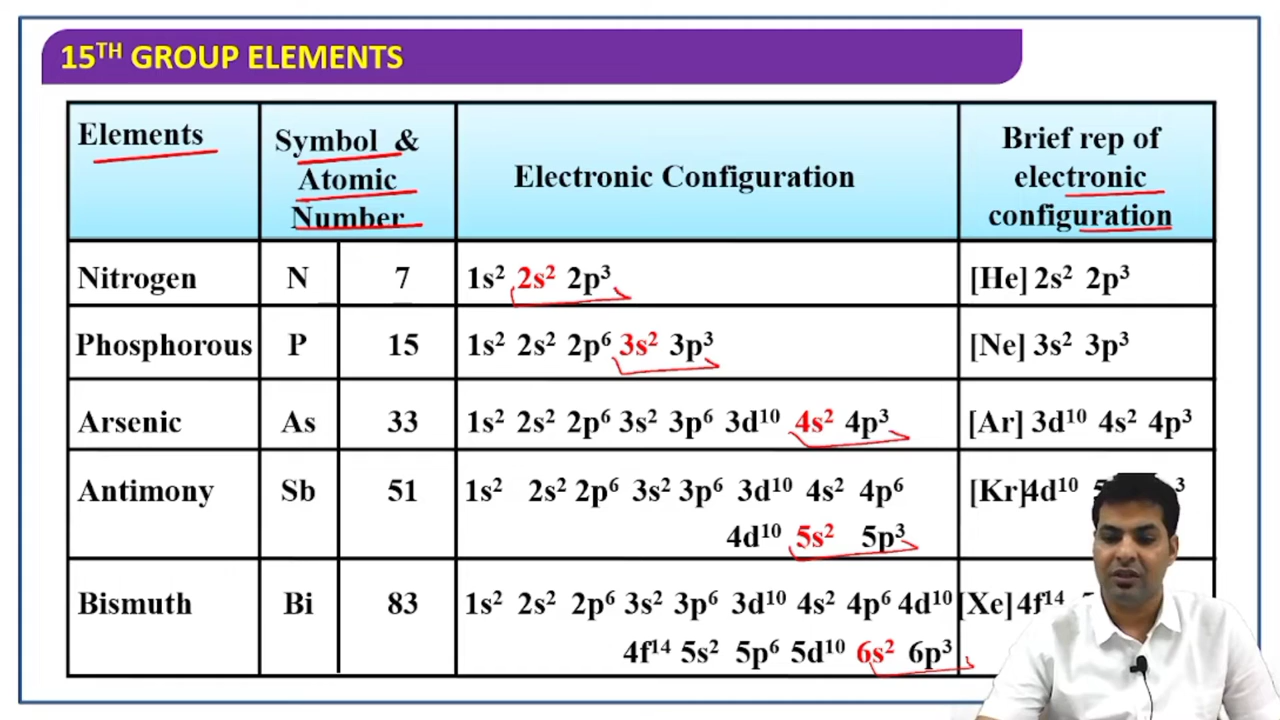 15TH GROUP ELEMENTS
Elements
Symbol &
Atomic
Number
Electronic Configuration
Brief rep of
electronic
configuration
Nitrogen N 7 1s² 2s² 2p³ [He] 2s² 2p³
Phosphorous P 15 1s² 2s² 2p⁶ 3s² 3p³ [Ne] 3s² 3p³
Arsenic As 33 1s² 2s² 2p⁶ 3s² 3p⁶ 3d¹⁰ 4s² 4p³ [Ar] 3d¹⁰ 4s² 4p³
Antimony Sb 51 1s² 2s² 2p⁶ 3s² 3p⁶ 3d¹⁰ 4s² 4p⁶ [Kr]4d¹⁰
4d¹⁰ 5s² 5p³
Bismuth Bi 83 1s² 2s² 2p⁶ 3s² 3p⁶ 3d¹⁰ 4s² 4p⁶ 4d¹⁰ [Xe] 4f¹⁴
4f¹⁴ 5s² 5p⁶ 5d¹⁰ 6s² 6p³